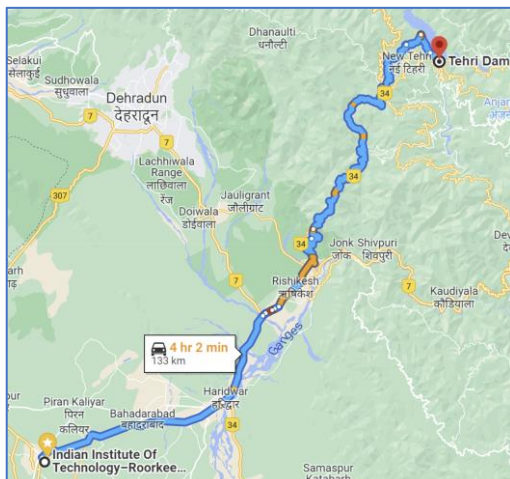 Dhanaulti
धनौल्टी
Selakui
सेलाकुई
Sudhowala
सुधोवाला
Dehradun
देहरादून
7
New Tehri
नई टिहरी
Tehri Dam
34
Lachhiwala
Range
लाछिवाला
रेंज
307
7
Jauligrant
जौलीग्रांट
Doiwala
डोईवाला
34
34
Jonk Shivpuri
जोंक शिवपुरी
7
Rishikesh
ऋषिकेश
Kaudiyala
कौडियाला
7
4 hr 2 min
133 km
Ganges
Haridwar
हरिद्वार
Piran Kaliyar
पिरन
कलियर
Bahadarabad
बहादुराबाद
34
Indian Institute Of
Technology–Roorkee...
Samaspur
Katabarh